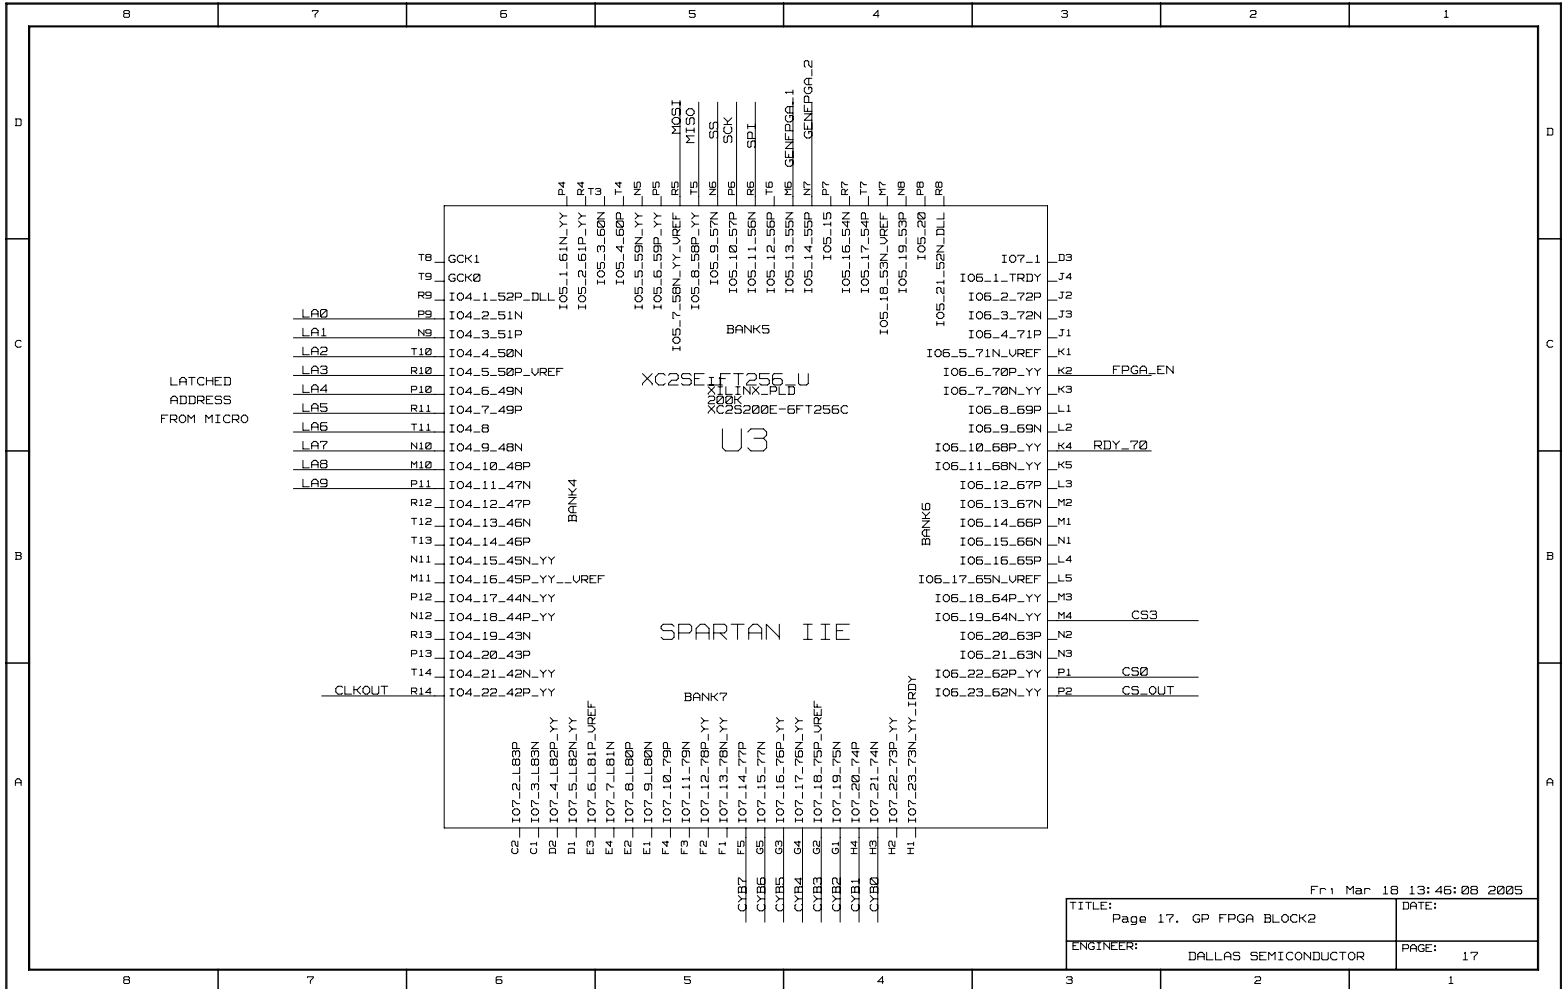 8 7 6 5 4 3 2 1
D
C
B
A
D
C
B
A
MOSI
MISO
SS
SCK
SPI
GENFPGA_1
GENFPGA_2
P4 IO5_1_61N_YY
R4 IO5_2_61P_YY
T3 IO5_3_60N
T4 IO5_4_60P
N5 IO5_5_59N_YY
P5 IO5_6_59P_YY
R5 IO5_7_58N_YY_VREF
T5 IO5_8_58P_YY
N6 IO5_9_57N
P6 IO5_10_57P
R6 IO5_11_56N
T6 IO5_12_56P
M6 IO5_13_55N
N7 IO5_14_55P
P7 IO5_15
R7 IO5_16_54N
T7 IO5_17_54P
M7 IO5_18_53N_VREF
N8 IO5_19_53P
P8 IO5_20
R8 IO5_21_52N_DLL
T8 GCK1
T9 GCK0
R9 IO4_1_52P_DLL
LA0 P9 IO4_2_51N
LA1 N9 IO4_3_51P
LA2 T10 IO4_4_50N
LA3 R10 IO4_5_50P_VREF
LA4 P10 IO4_6_49N
LA5 R11 IO4_7_49P
LA6 T11 IO4_8
LA7 N10 IO4_9_48N
LA8 M10 IO4_10_48P
LA9 P11 IO4_11_47N
R12 IO4_12_47P
T12 IO4_13_46N
T13 IO4_14_46P
N11 IO4_15_45N_YY
M11 IO4_16_45P_YY__VREF
P12 IO4_17_44N_YY
N12 IO4_18_44P_YY
R13 IO4_19_43N
P13 IO4_20_43P
T14 IO4_21_42N_YY
CLKOUT R14 IO4_22_42P_YY
LATCHED
ADDRESS
FROM MICRO
BANK5
XC2SE_FT256_U
XILINX_PLD
200K
XC2S200E-6FT256C
U3
BANK4
BANK6
SPARTAN IIE
BANK7
IO7_1 D3
IO6_1_TRDY J4
IO6_2_72P J2
IO6_3_72N J3
IO6_4_71P J1
IO6_5_71N_VREF K1
IO6_6_70P_YY K2 FPGA_EN
IO6_7_70N_YY K3
IO6_8_69P L1
IO6_9_69N L2
IO6_10_68P_YY K4 RDY_70
IO6_11_68N_YY K5
IO6_12_67P L3
IO6_13_67N M2
IO6_14_66P M1
IO6_15_66N N1
IO6_16_65P L4
IO6_17_65N_VREF L5
IO6_18_64P_YY M3
IO6_19_64N_YY M4 CS3
IO6_20_63P N2
IO6_21_63N N3
IO6_22_62P_YY P1 CS0
IO6_23_62N_YY P2 CS_OUT
C2 IO7_2_L83P
C1 IO7_3_L83N
D2 IO7_4_L82P_YY
D1 IO7_5_L82N_YY
E3 IO7_6_L81P_VREF
E4 IO7_7_L81N
E2 IO7_8_L80P
E1 IO7_9_L80N
F4 IO7_10_79P
F3 IO7_11_79N
F2 IO7_12_78P_YY
F1 IO7_13_78N_YY
CYB7 F5 IO7_14_77P
CYB6 G5 IO7_15_77N
CYB5 G3 IO7_16_76P_YY
CYB4 G4 IO7_17_76N_YY
CYB3 G2 IO7_18_75P_VREF
CYB2 G1 IO7_19_75N
CYB1 H4 IO7_20_74P
CYB0 H3 IO7_21_74N
H2 IO7_22_73P_YY
H1 IO7_23_73N_YY_IRDY
Fri Mar 18 13:46:08 2005
TITLE: Page 17. GP FPGA BLOCK2
DATE:
ENGINEER: DALLAS SEMICONDUCTOR
PAGE: 17
8 7 6 5 4 3 2 1